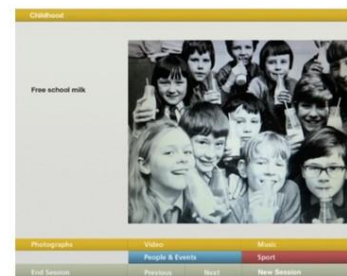 Childhood
Free school milk
Photographs Video Music
People & Events Sport
End Session Previous Next New Session